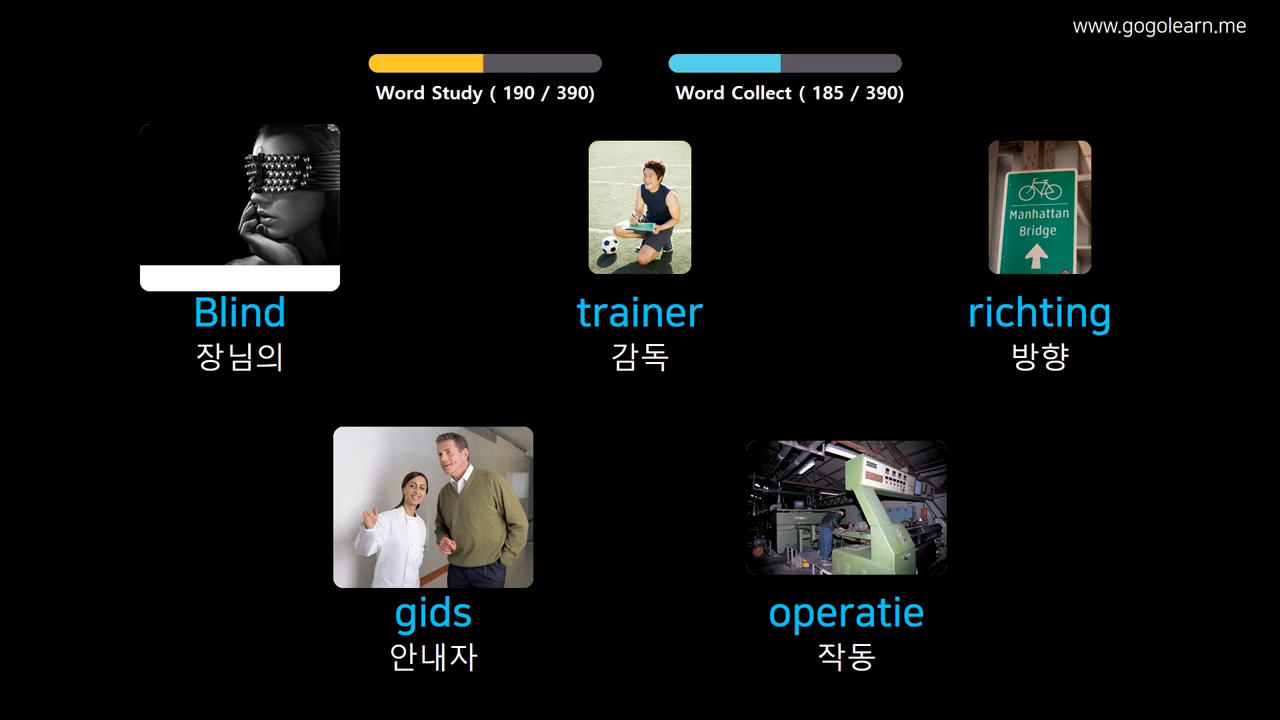 www.gogolearn.me
Word Study ( 190 / 390)
Word Collect ( 185 / 390)
Manhattan
Bridge
Blind
장님의
trainer
감독
richting
방향
gids
안내자
operatie
작동